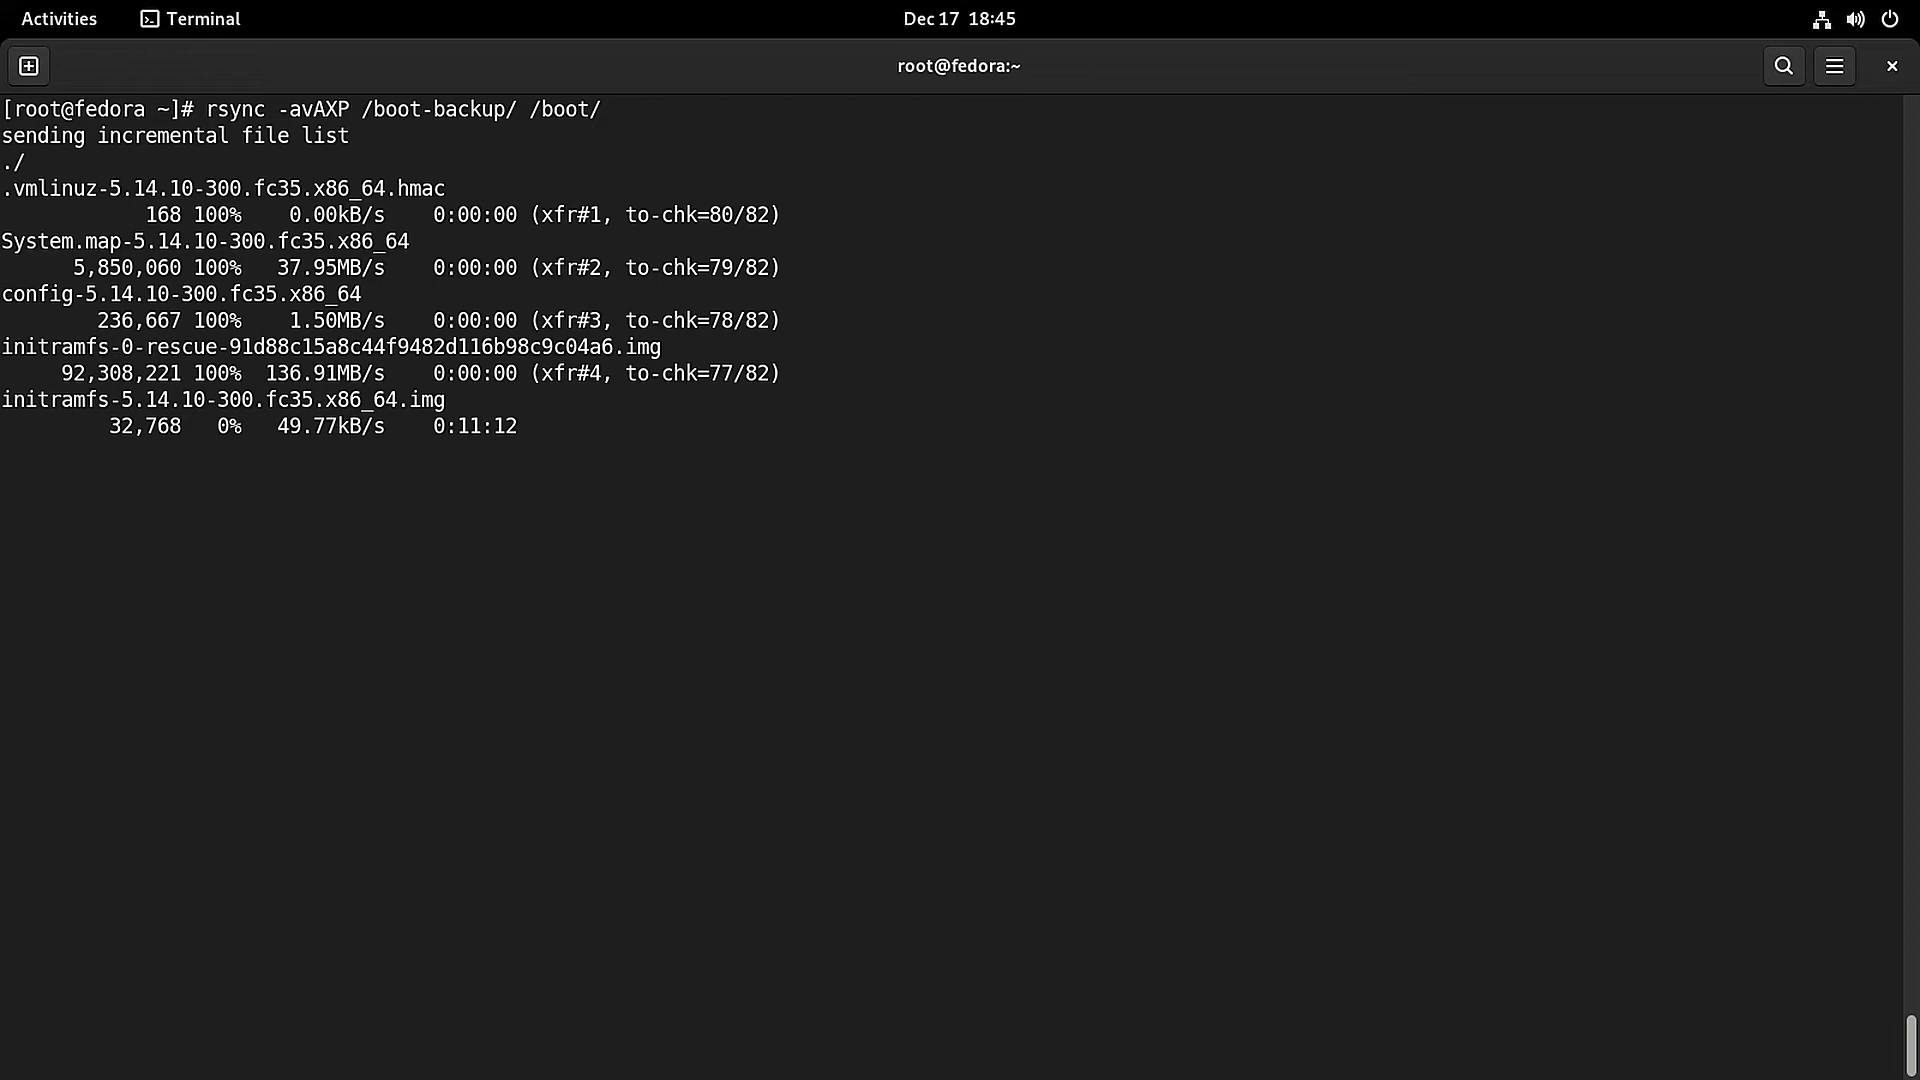 Activities Terminal Dec 17 18:45
root@fedora:~
[root@fedora ~]# rsync -avAXP /boot-backup/ /boot/
sending incremental file list
./
.vmlinuz-5.14.10-300.fc35.x86_64.hmac
            168 100%    0.00kB/s    0:00:00 (xfr#1, to-chk=80/82)
System.map-5.14.10-300.fc35.x86_64
      5,850,060 100%   37.95MB/s    0:00:00 (xfr#2, to-chk=79/82)
config-5.14.10-300.fc35.x86_64
        236,667 100%    1.50MB/s    0:00:00 (xfr#3, to-chk=78/82)
initramfs-0-rescue-91d88c15a8c44f9482d116b98c9c04a6.img
     92,308,221 100%  136.91MB/s    0:00:00 (xfr#4, to-chk=77/82)
initramfs-5.14.10-300.fc35.x86_64.img
         32,768   0%   49.77kB/s    0:11:12